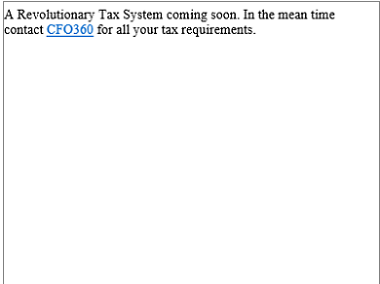 A Revolutionary Tax System coming soon. In the mean time
contact CFO360 for all your tax requirements.